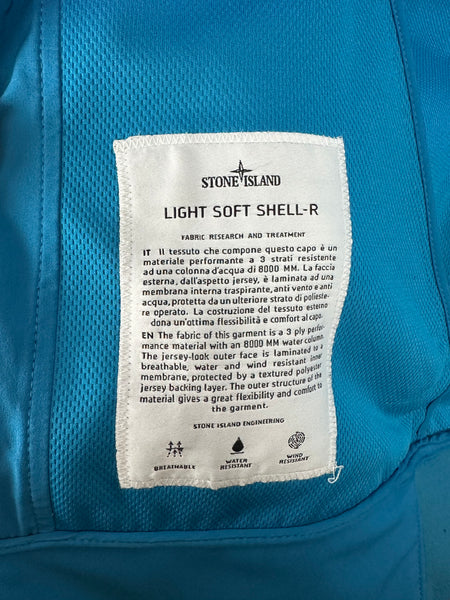 STONE ISLAND
LIGHT SOFT SHELL-R
FABRIC RESEARCH AND TREATMENT
IT Il tessuto che compone questo capo è un
materiale performante a 3 strati resistente
ad una colonna d'acqua di 8000 MM. La faccia
esterna, dall'aspetto jersey, è laminata ad una
membrana interna traspirante, anti vento e anti
acqua, protetta da un ulteriore strato di polieste-
re operato. La costruzione del tessuto esterno
dona un'ottima flessibilità e comfort al capo.
EN The fabric of this garment is a 3 ply perfor-
mance material with an 8000 MM water column.
The jersey-look outer face is laminated to a
breathable, water and wind resistant inner
membrane, protected by a textured polyester
jersey backing layer. The outer structure of the
material gives a great flexibility and comfort to
the garment.
STONE ISLAND ENGINEERING
BREATHABLE
WATER
RESISTANT
WIND
RESISTANT